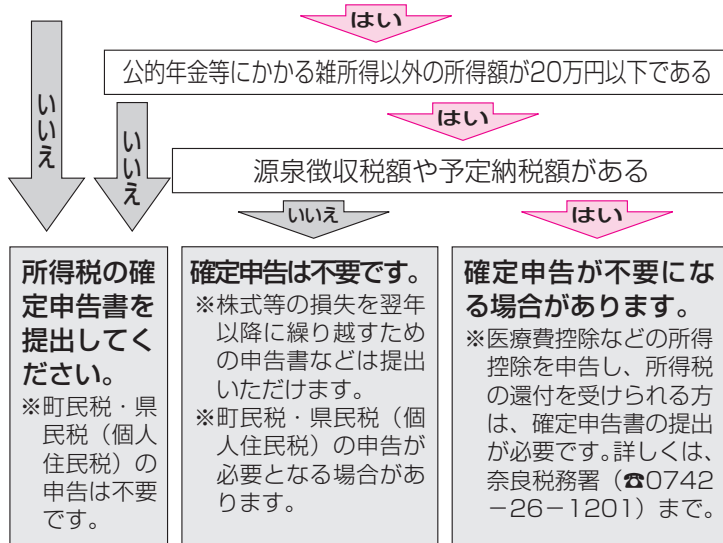 はい
公的年金等にかかる雑所得以外の所得額が20万円以下である
いいえ
いいえ
はい
源泉徴収税額や予定納税額がある
いいえ
はい
所得税の確
定申告書を
提出してく
ださい。
※町民税・県
民税（個人
住民税）の
申告は不要
です。
確定申告は不要です。
※株式等の損失を翌年
以降に繰り越すため
の申告書などは提出
いただけます。
※町民税・県民税（個
人住民税）の申告が
必要となる場合があ
ります。
確定申告が不要にな
る場合があります。
※医療費控除などの所得
控除を申告し、所得税
の還付を受けられる方
は、確定申告書の提出
が必要です。詳しくは、
奈良税務署（☎0742
－26－1201）まで。